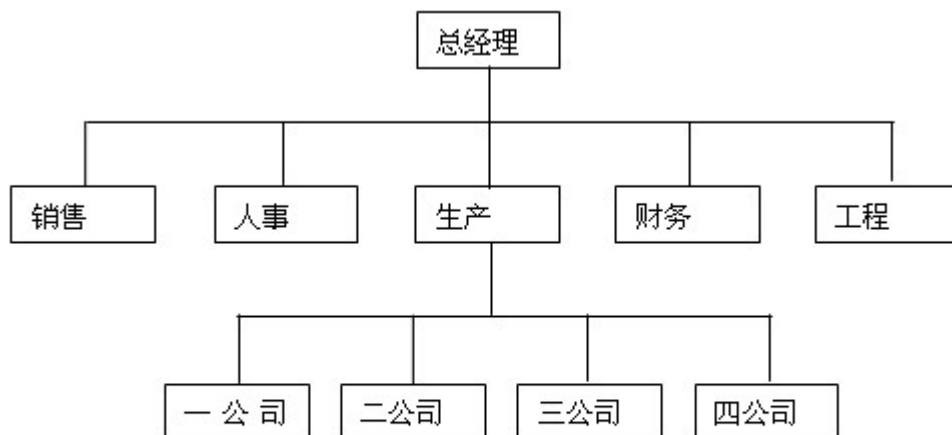 总经理
销售
人事
生产
财务
工程
一 公 司
二公司
三公司
四公司